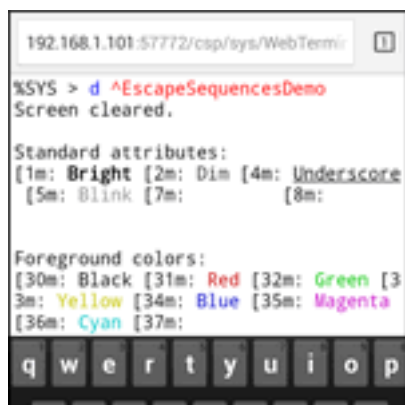 192.168.1.101:57772/csp/sys/WebTermin
1
%SYS > d ^EscapeSequencesDemo
Screen cleared.
Standard attributes:
[1m: Bright [2m: Dim [4m: Underscore
[5m: Blink [7m: [8m:
Foreground colors:
[30m: Black [31m: Red [32m: Green [3
3m: Yellow [34m: Blue [35m: Magenta
[36m: Cyan [37m:
q w e r t y u i o p